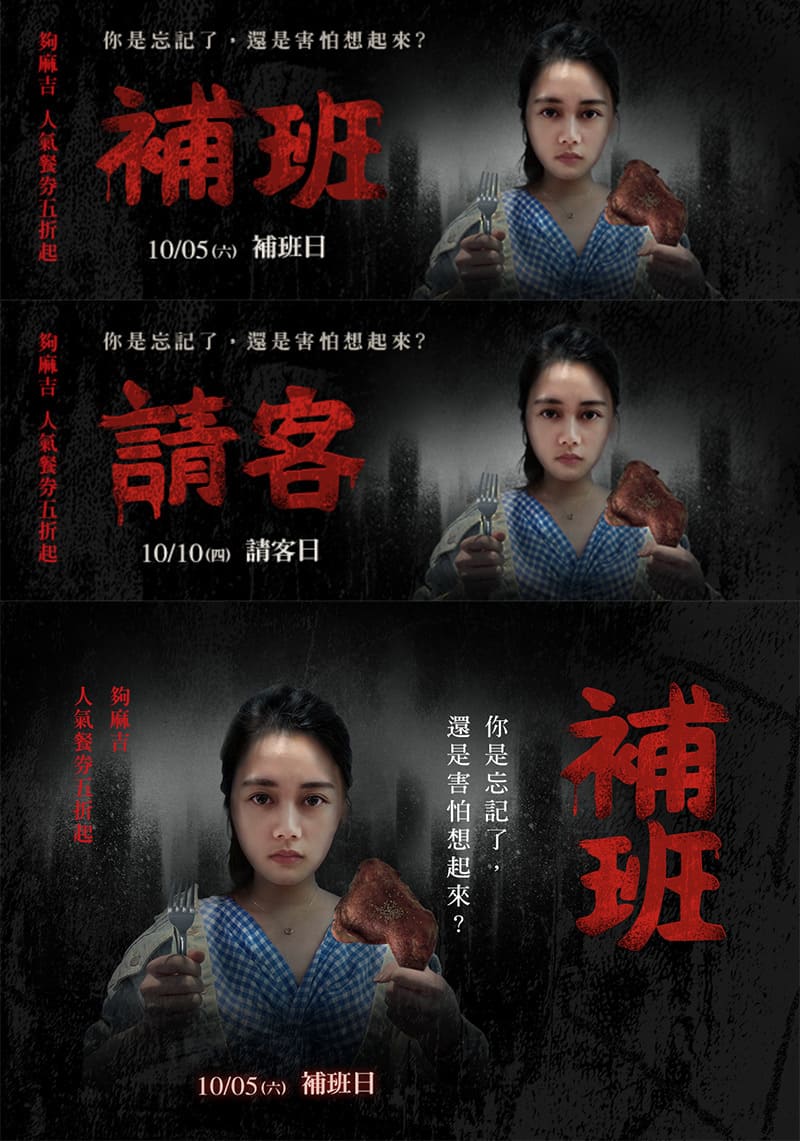 你是忘記了，還是害怕想起來？
夠麻吉 人氣餐券五折起
補班
10/05(六) 補班日
你是忘記了，還是害怕想起來？
夠麻吉 人氣餐券五折起
請客
10/10(四) 請客日
補班
你是忘記了，
還是害怕想起來？
夠麻吉
人氣餐券五折起
10/05(六) 補班日